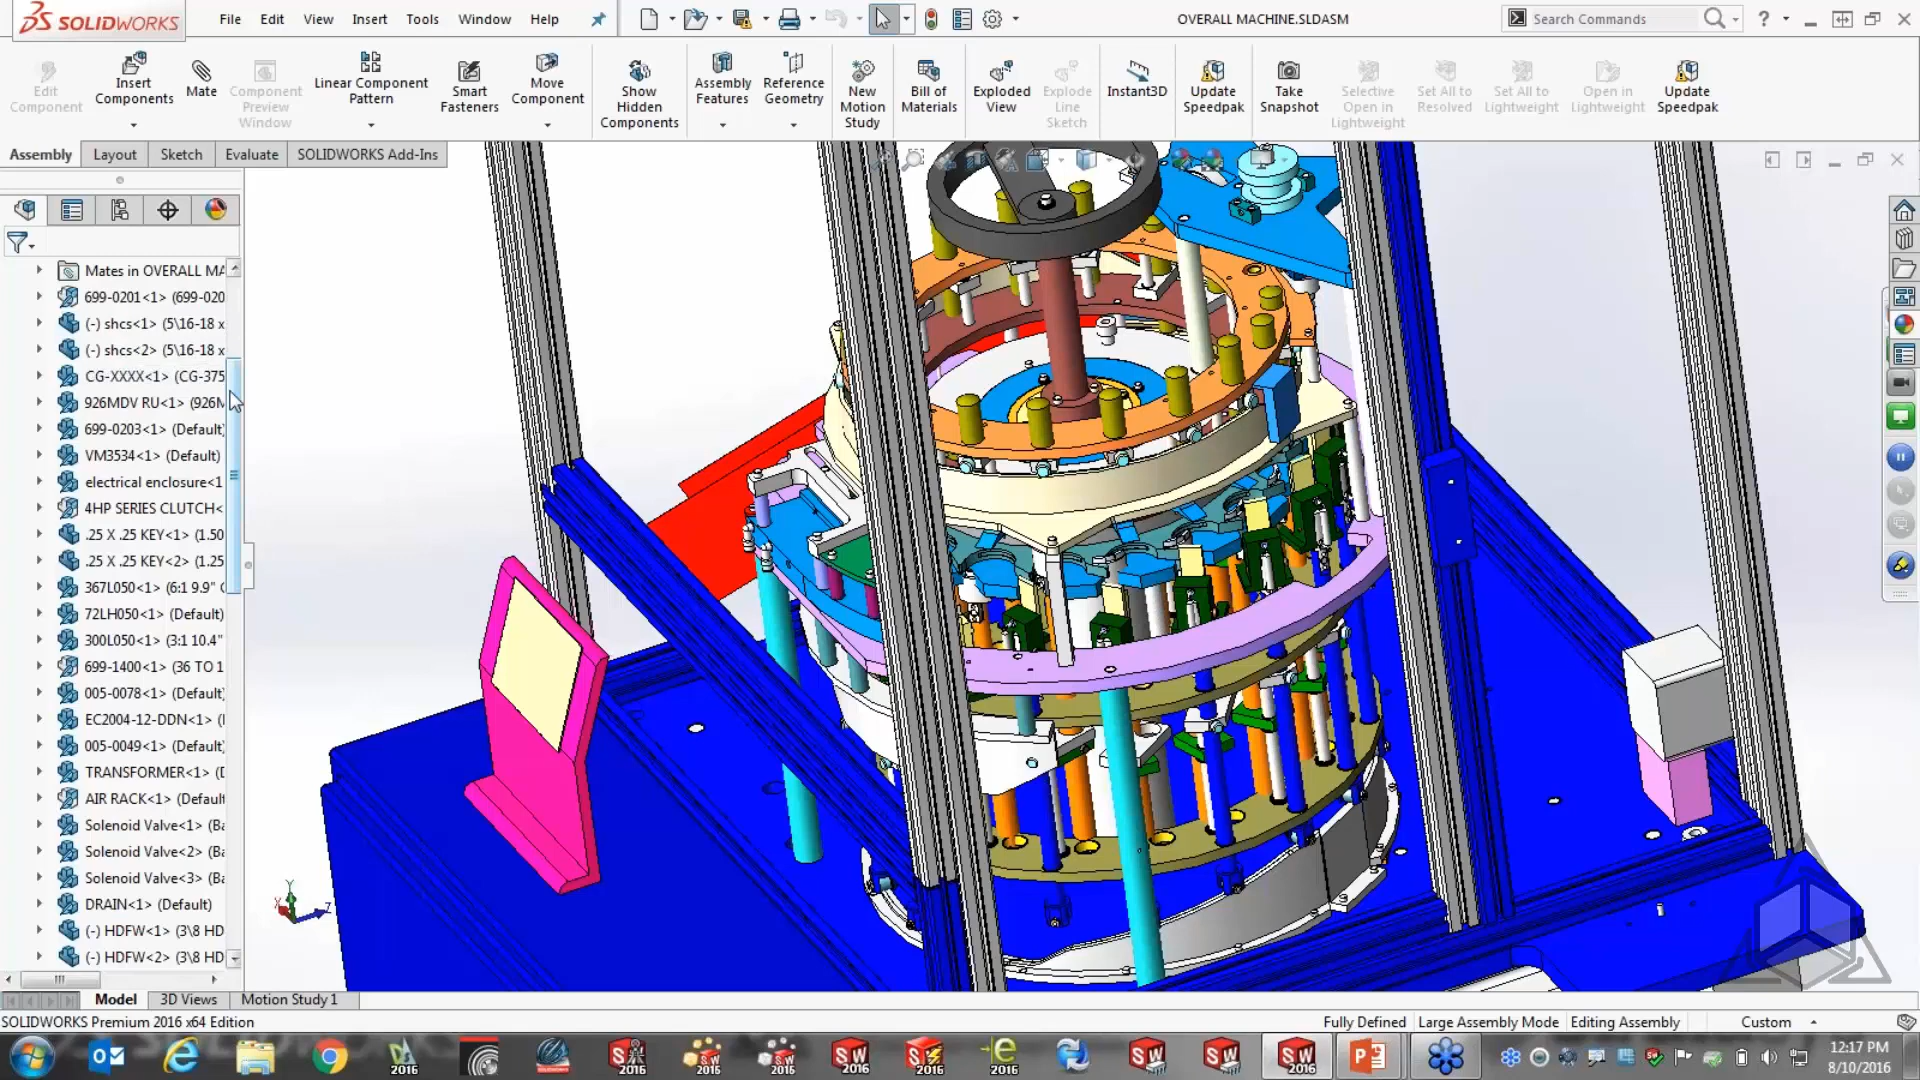 SOLIDWORKS
File Edit View Insert Tools Window Help
OVERALL MACHINE.SLDASM
Search Commands
Edit Component
Insert Components
Mate
Component Preview Window
Linear Component Pattern
Smart Fasteners
Move Component
Show Hidden Components
Assembly Features
Reference Geometry
New Motion Study
Bill of Materials
Exploded View
Explode Line Sketch
Instant3D
Update Speedpak
Take Snapshot
Selective Open in Lightweight
Set All to Resolved
Set All to Lightweight
Open in Lightweight
Update Speedpak
Assembly Layout Sketch Evaluate SOLIDWORKS Add-Ins
Mates in OVERALL MA
699-0201<1> (699-020
(-) shcs<1> (5\16-18 x
(-) shcs<2> (5\16-18 x
CG-XXXX<1> (CG-375
926MDV RU<1> (926M
699-0203<1> (Default)
VM3534<1> (Default)
electrical enclosure<1
4HP SERIES CLUTCH<
.25 X .25 KEY<1> (1.50
.25 X .25 KEY<2> (1.25
367L050<1> (6:1 9.9"
72LH050<1> (Default)
300L050<1> (3:1 10.4"
699-1400<1> (36 TO 1
005-0078<1> (Default)
EC2004-12-DDN<1> (
005-0049<1> (Default)
TRANSFORMER<1> (D
AIR RACK<1> (Default
Solenoid Valve<1> (Ba
Solenoid Valve<2> (Ba
Solenoid Valve<3> (Ba
DRAIN<1> (Default)
(-) HDFW<1> (3\8 HD
(-) HDFW<2> (3\8 HD
Y
X
Z
Model 3D Views Motion Study 1
SOLIDWORKS Premium 2016 x64 Edition
Fully Defined Large Assembly Mode Editing Assembly Custom
2016 2016 2015 2015 2016 2016 2016 2016
12:17 PM
8/10/2016